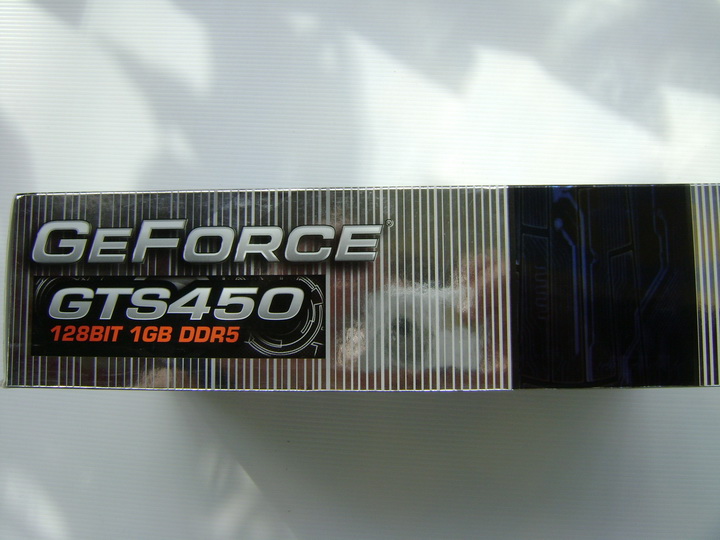 GEFORCE
GTS450
128BIT 1GB DDR5